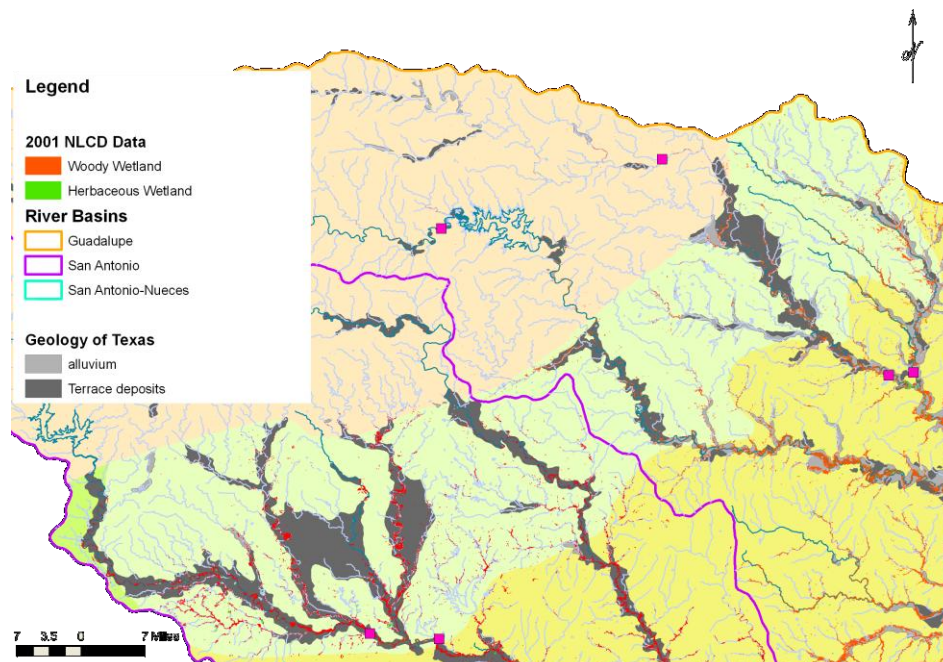 Legend
2001 NLCD Data
Woody Wetland
Herbaceous Wetland
River Basins
Guadalupe
San Antonio
San Antonio-Nueces
Geology of Texas
alluvium
Terrace deposits
N
7 3.5 0 7 Miles